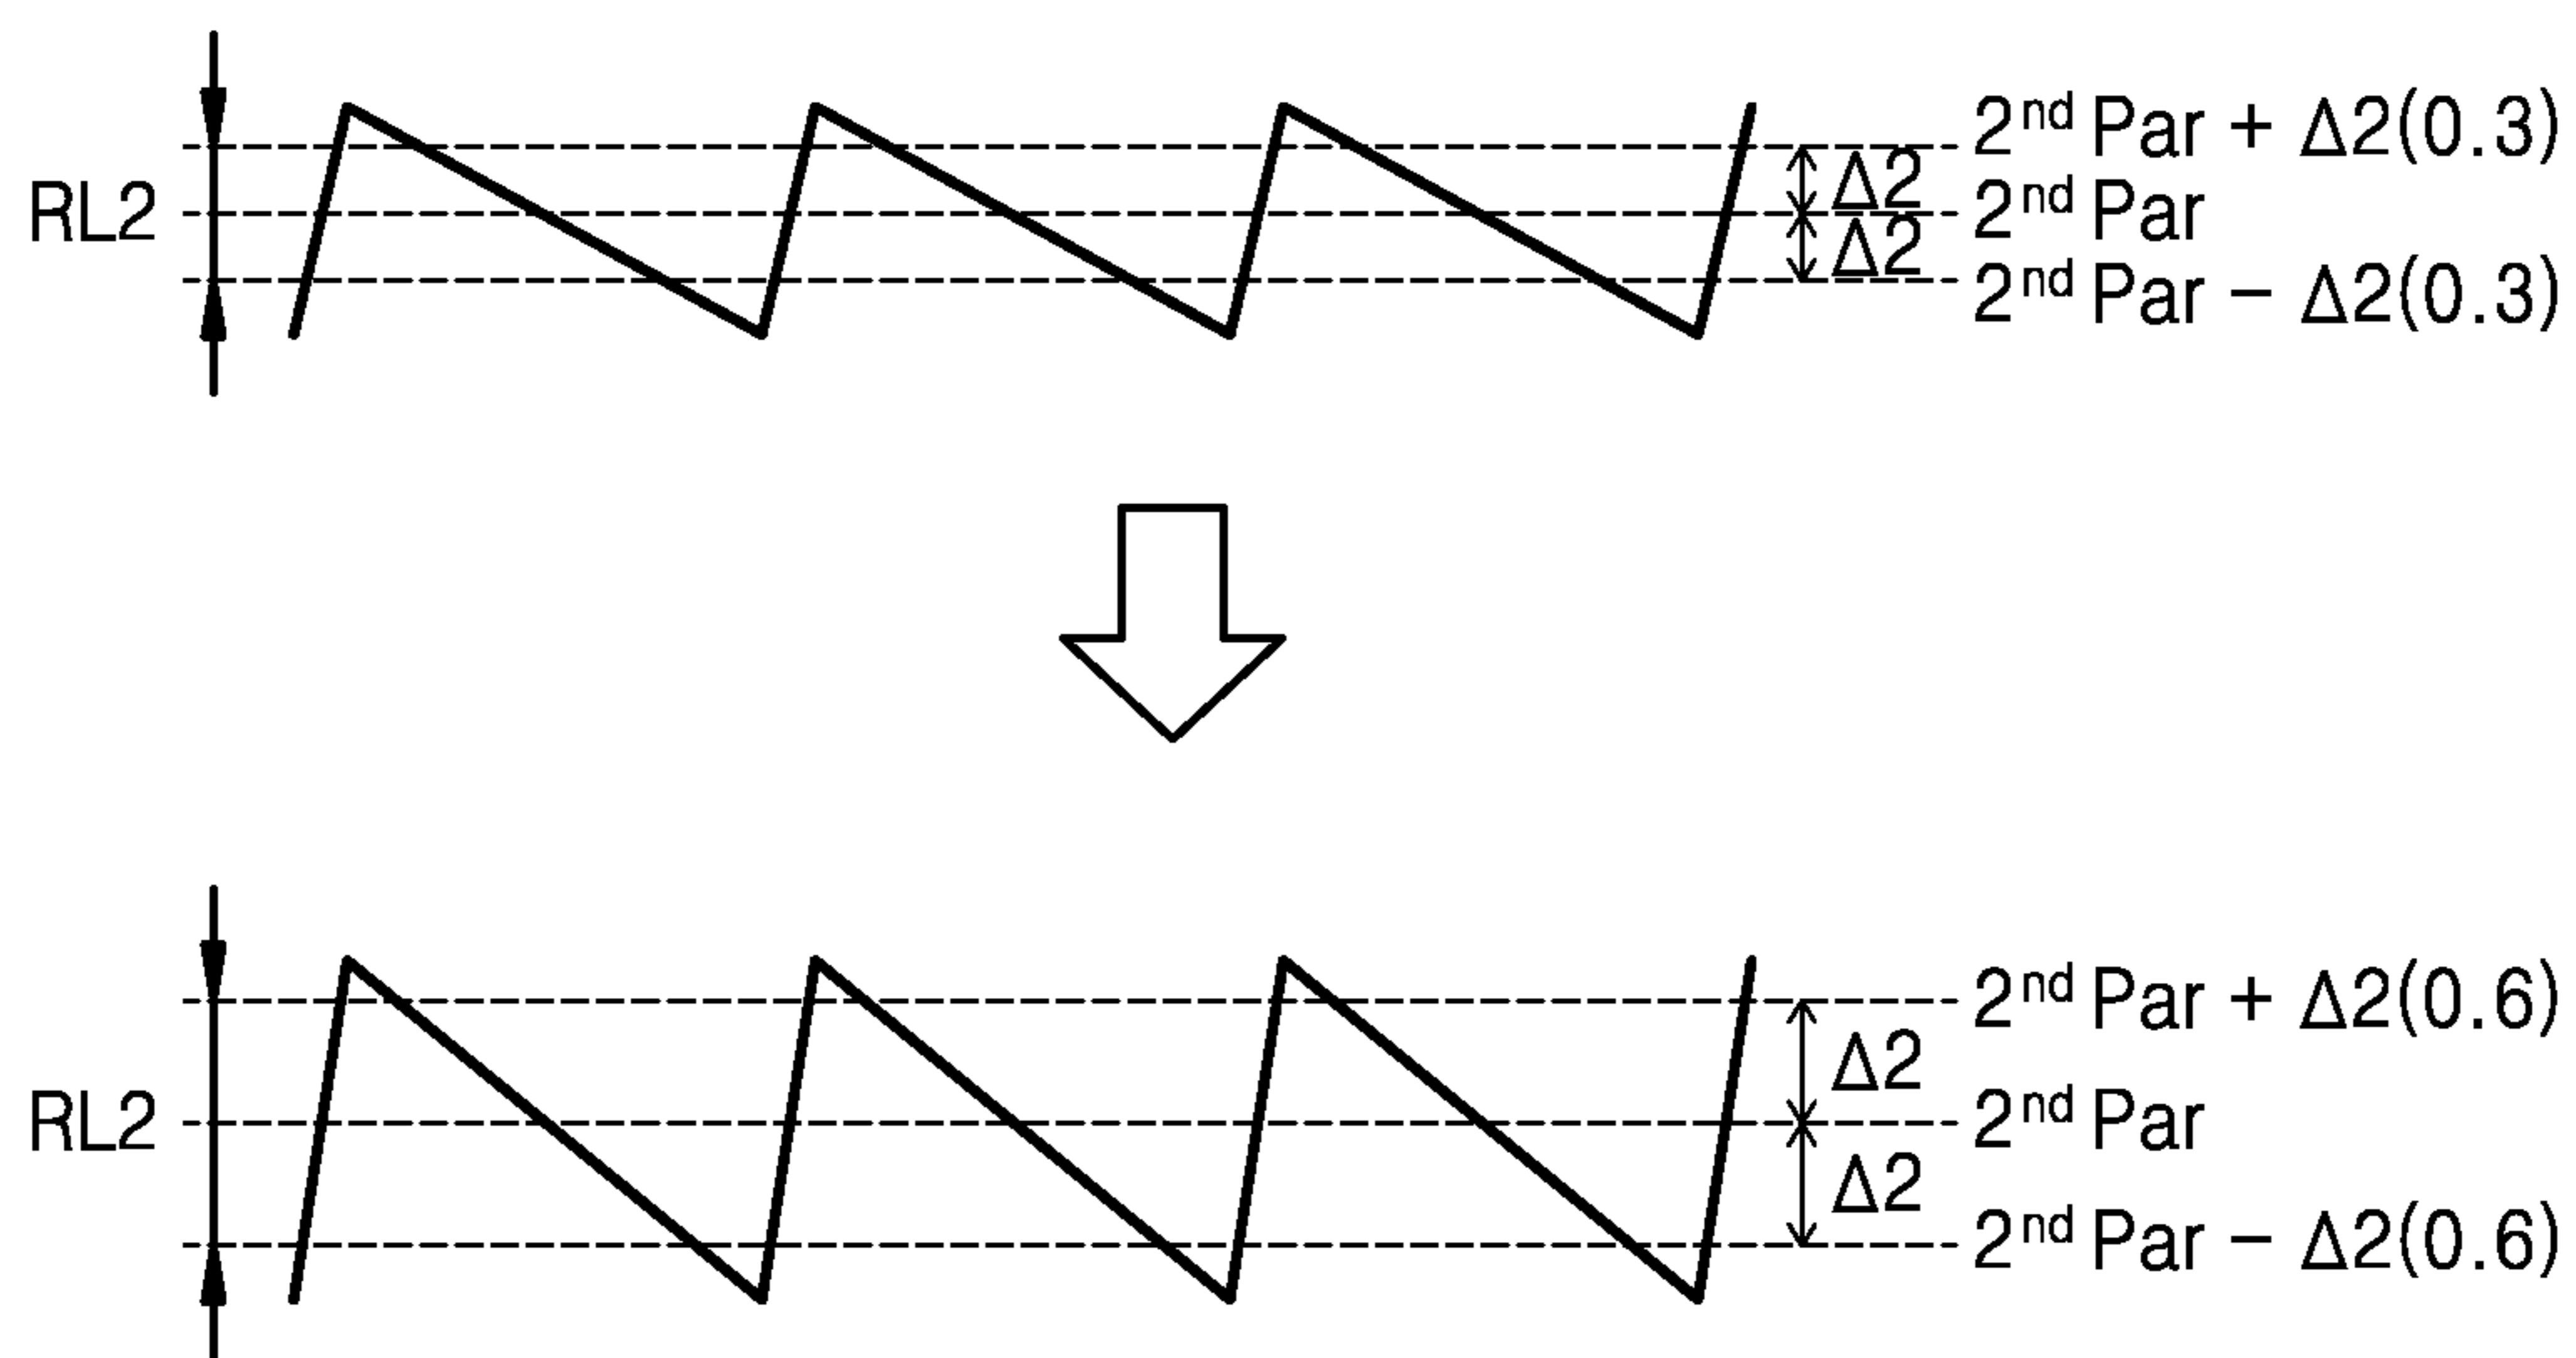 2nd Par + Δ2(0.3)
Δ2
RL2
2nd Par
Δ2
2nd Par − Δ2(0.3)
2nd Par + Δ2(0.6)
Δ2
RL2
2nd Par
Δ2
2nd Par − Δ2(0.6)